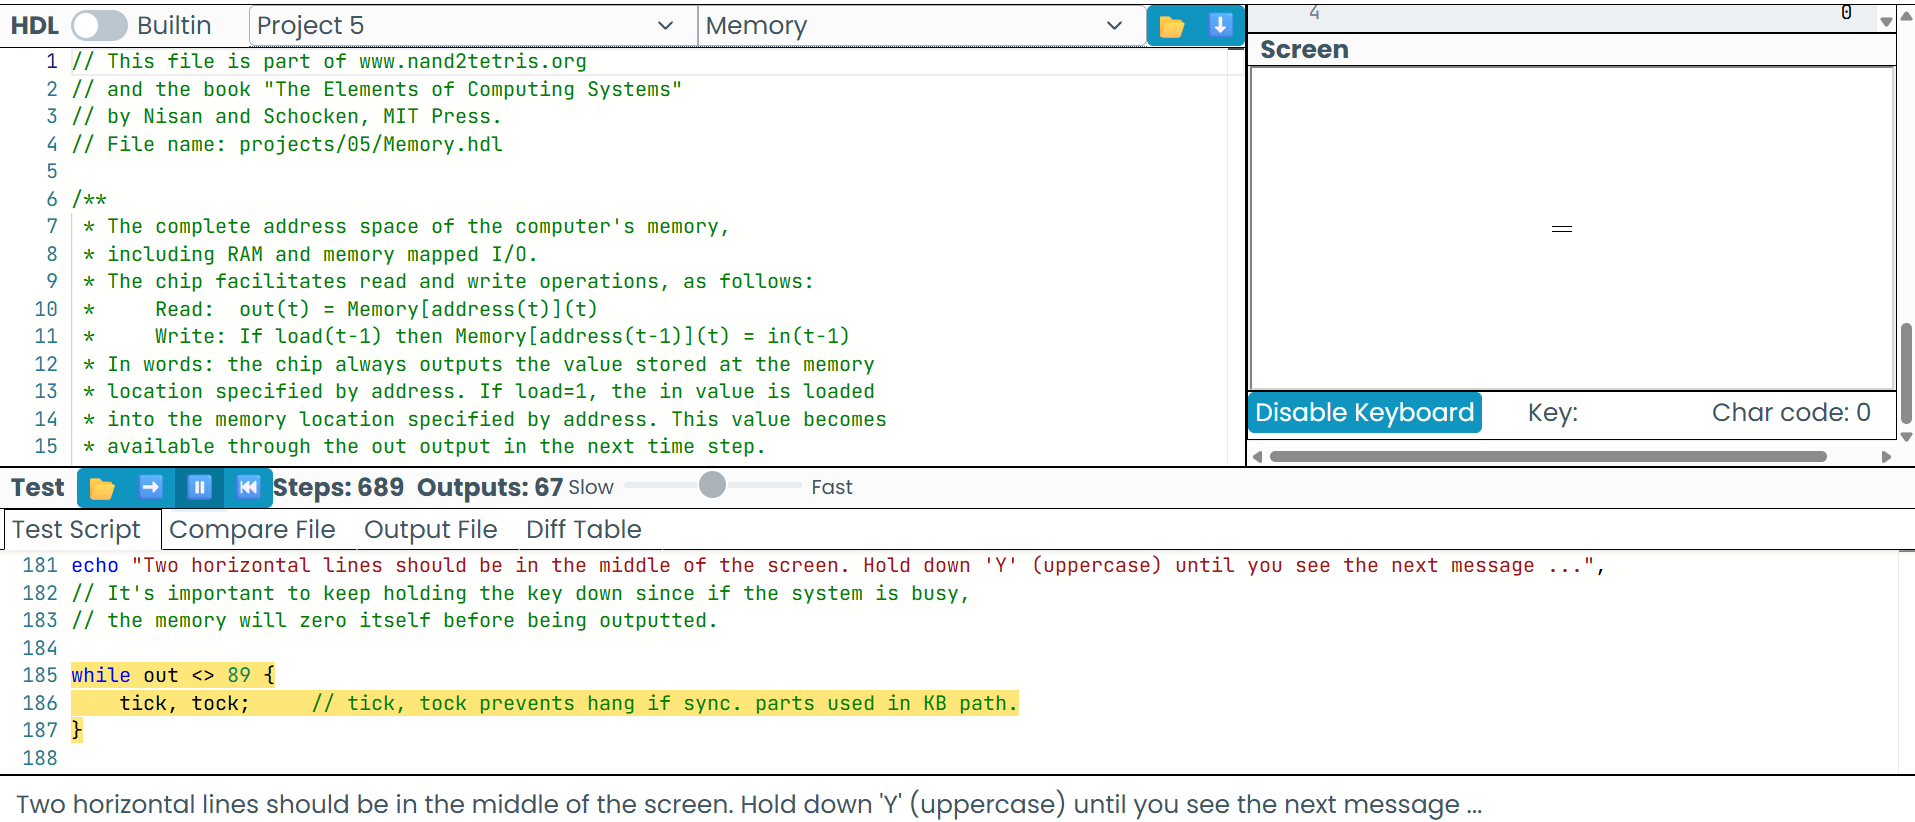 HDL Builtin Project 5 Memory
1 // This file is part of www.nand2tetris.org
2 // and the book "The Elements of Computing Systems"
3 // by Nisan and Schocken, MIT Press.
4 // File name: projects/05/Memory.hdl
5
6 /**
7  * The complete address space of the computer's memory,
8  * including RAM and memory mapped I/O.
9  * The chip facilitates read and write operations, as follows:
10  *     Read:  out(t) = Memory[address(t)](t)
11  *     Write: If load(t-1) then Memory[address(t-1)](t) = in(t-1)
12  * In words: the chip always outputs the value stored at the memory
13  * location specified by address. If load=1, the in value is loaded
14  * into the memory location specified by address. This value becomes
15  * available through the out output in the next time step.
4 0
Screen
Disable Keyboard Key: Char code: 0
Test Steps: 689 Outputs: 67 Slow Fast
Test Script Compare File Output File Diff Table
181 echo "Two horizontal lines should be in the middle of the screen. Hold down 'Y' (uppercase) until you see the next message ...",
182 // It's important to keep holding the key down since if the system is busy,
183 // the memory will zero itself before being outputted.
184
185 while out <> 89 {
186     tick, tock;     // tick, tock prevents hang if sync. parts used in KB path.
187 }
188
Two horizontal lines should be in the middle of the screen. Hold down 'Y' (uppercase) until you see the next message ...